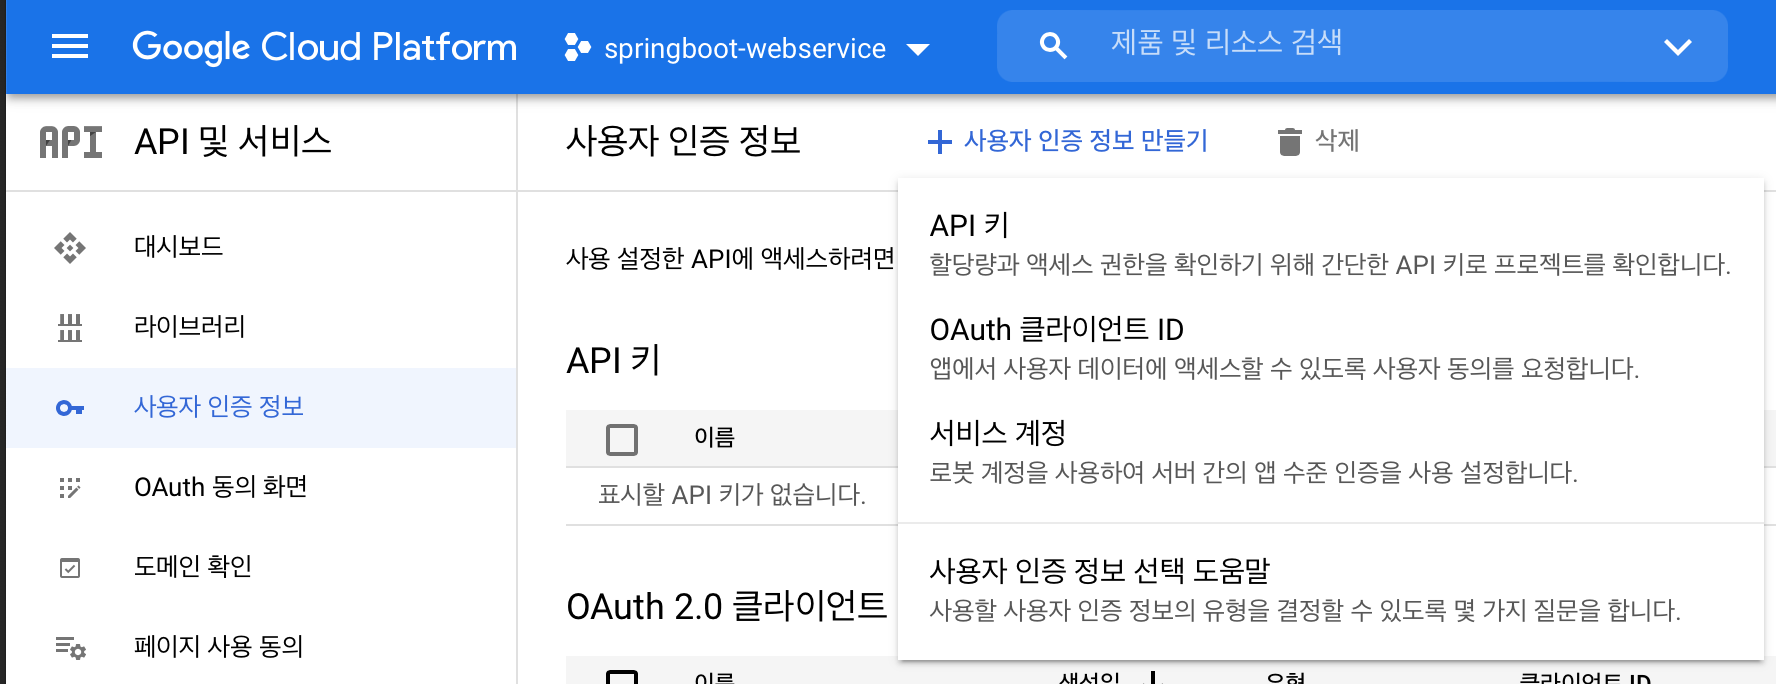 Google Cloud Platform
springboot-webservice
제품 및 리소스 검색
API
API 및 서비스
사용자 인증 정보
사용자 인증 정보 만들기
삭제
대시보드
라이브러리
사용자 인증 정보
OAuth 동의 화면
도메인 확인
페이지 사용 동의
사용 설정한 API에 액세스하려면
API 키
이름
표시할 API 키가 없습니다.
OAuth 2.0 클라이언트
이름
생성일
유형
클라이언트 ID
API 키
할당량과 액세스 권한을 확인하기 위해 간단한 API 키로 프로젝트를 확인합니다.
OAuth 클라이언트 ID
앱에서 사용자 데이터에 액세스할 수 있도록 사용자 동의를 요청합니다.
서비스 계정
로봇 계정을 사용하여 서버 간의 앱 수준 인증을 사용 설정합니다.
사용자 인증 정보 선택 도움말
사용할 사용자 인증 정보의 유형을 결정할 수 있도록 몇 가지 질문을 합니다.